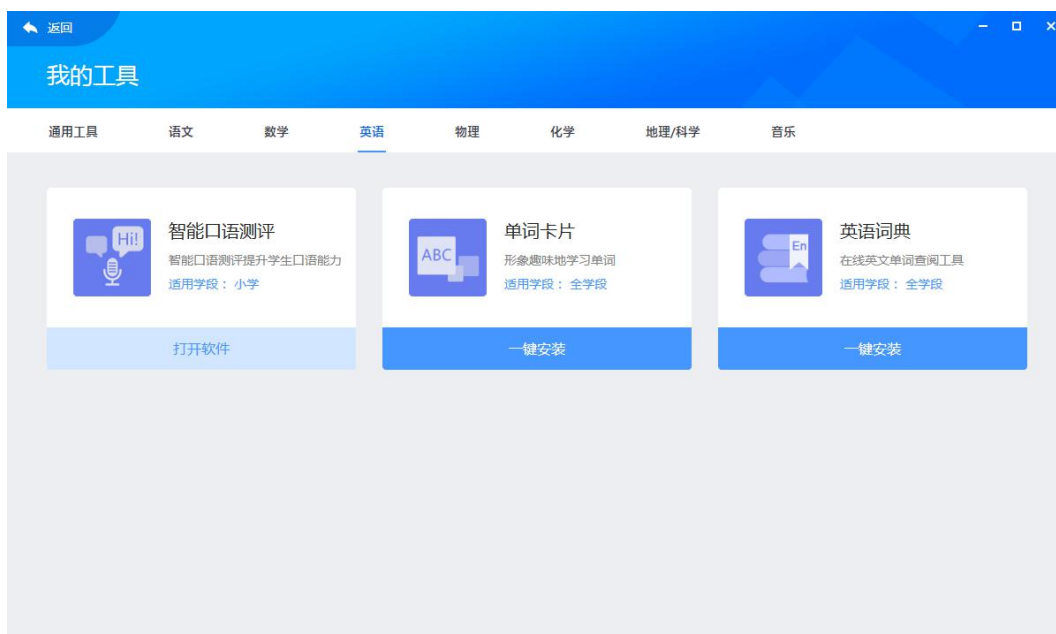 返回
我的工具
通用工具 语文 数学 英语 物理 化学 地理/科学 音乐
Hi!
智能口语测评
智能口语测评提升学生口语能力
适用学段： 小学
打开软件
ABC
单词卡片
形象趣味地学习单词
适用学段： 全学段
一键安装
En
英语词典
在线英文单词查阅工具
适用学段： 全学段
一键安装